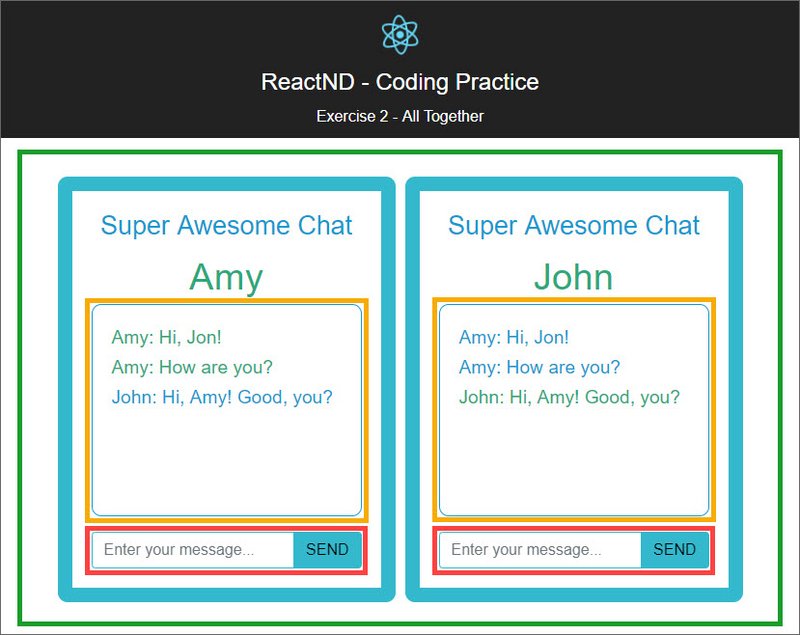 ReactND - Coding Practice
Exercise 2 - All Together
Super Awesome Chat
Amy
Amy: Hi, Jon!
Amy: How are you?
John: Hi, Amy! Good, you?
Enter your message...
SEND
Super Awesome Chat
John
Amy: Hi, Jon!
Amy: How are you?
John: Hi, Amy! Good, you?
Enter your message...
SEND